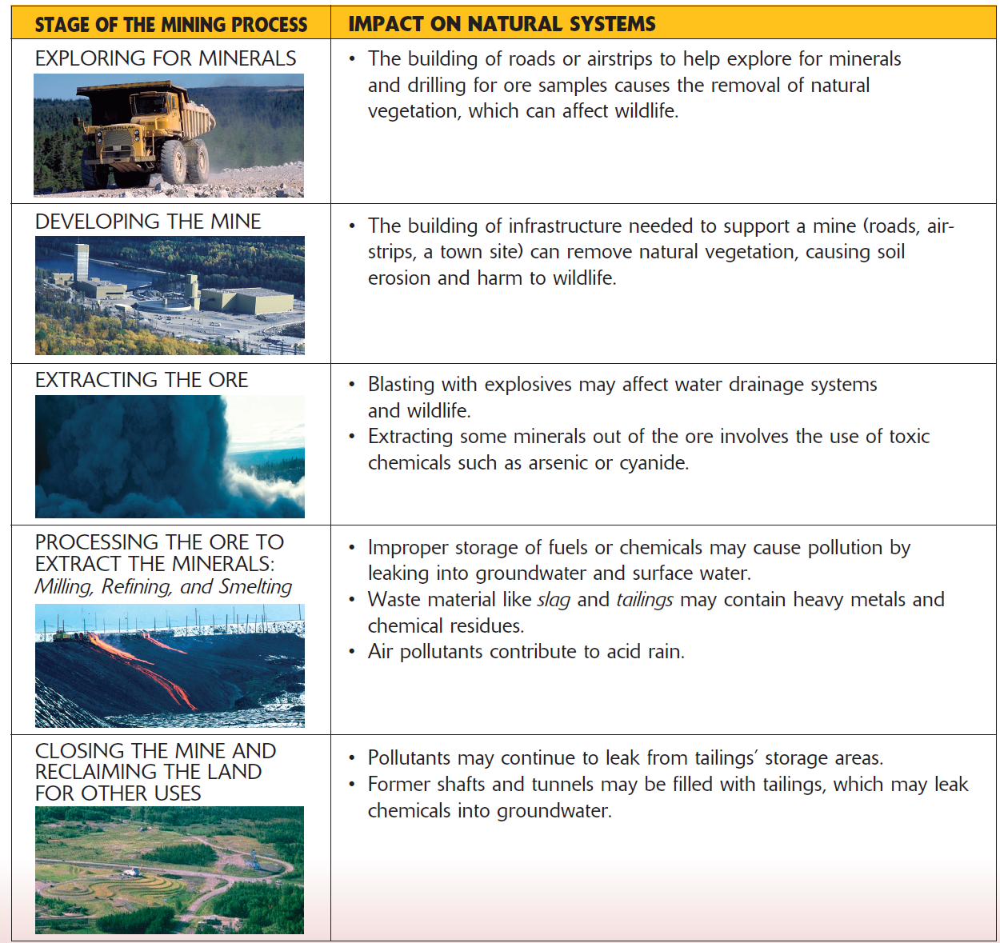 STAGE OF THE MINING PROCESS
IMPACT ON NATURAL SYSTEMS
EXPLORING FOR MINERALS
CATERPILLAR
• The building of roads or airstrips to help explore for minerals
and drilling for ore samples causes the removal of natural
vegetation, which can affect wildlife.
DEVELOPING THE MINE
• The building of infrastructure needed to support a mine (roads, air-
strips, a town site) can remove natural vegetation, causing soil
erosion and harm to wildlife.
EXTRACTING THE ORE
• Blasting with explosives may affect water drainage systems
and wildlife.
• Extracting some minerals out of the ore involves the use of toxic
chemicals such as arsenic or cyanide.
PROCESSING THE ORE TO
EXTRACT THE MINERALS:
Milling, Refining, and Smelting
• Improper storage of fuels or chemicals may cause pollution by
leaking into groundwater and surface water.
• Waste material like slag and tailings may contain heavy metals and
chemical residues.
• Air pollutants contribute to acid rain.
CLOSING THE MINE AND
RECLAIMING THE LAND
FOR OTHER USES
• Pollutants may continue to leak from tailings’ storage areas.
• Former shafts and tunnels may be filled with tailings, which may leak
chemicals into groundwater.